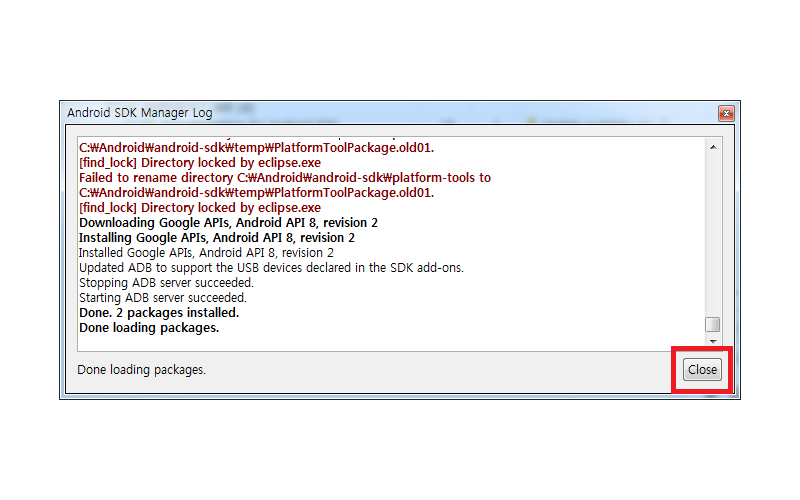 Android SDK Manager Log
C:₩Android₩android-sdk₩temp₩PlatformToolPackage.old01.
[find_lock] Directory locked by eclipse.exe
Failed to rename directory C:₩Android₩android-sdk₩platform-tools to
C:₩Android₩android-sdk₩temp₩PlatformToolPackage.old01.
[find_lock] Directory locked by eclipse.exe
Downloading Google APIs, Android API 8, revision 2
Installing Google APIs, Android API 8, revision 2
Installed Google APIs, Android API 8, revision 2
Updated ADB to support the USB devices declared in the SDK add-ons.
Stopping ADB server succeeded.
Starting ADB server succeeded.
Done. 2 packages installed.
Done loading packages.
Done loading packages.
Close